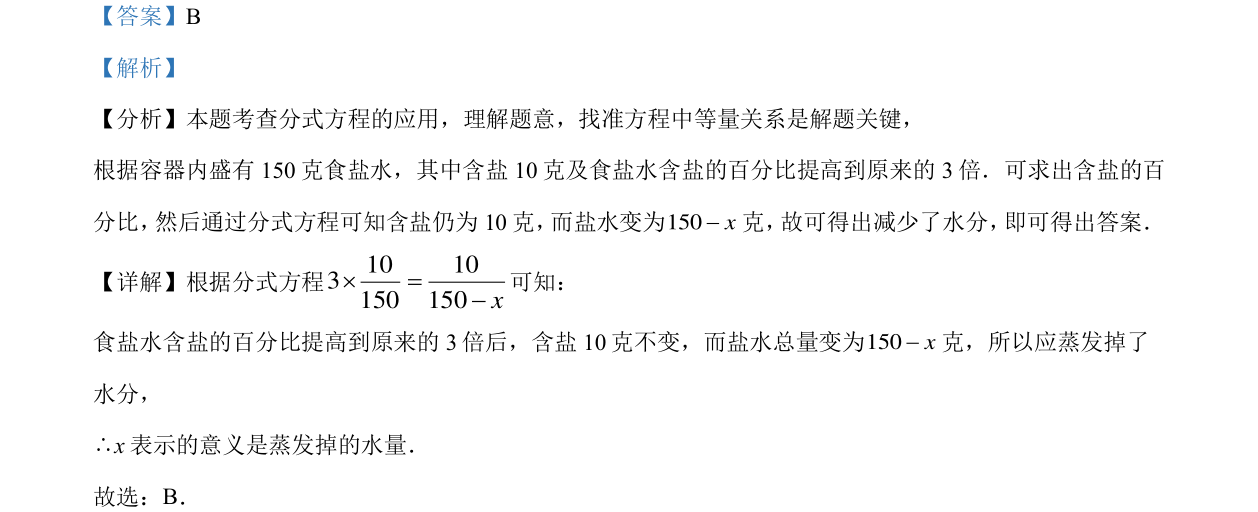 【答案】B
【解析】
【分析】本题考查分式方程的应用，理解题意，找准方程中等量关系是解题关键，
根据容器内盛有 150 克食盐水，其中含盐 10 克及食盐水含盐的百分比提高到原来的 3 倍．可求出含盐的百
分比，然后通过分式方程可知含盐仍为 10 克，而盐水变为150 − x 克，故可得出减少了水分，即可得出答案．
【详解】根据分式方程 3 × 10/150 = 10/(150 − x) 可知：
食盐水含盐的百分比提高到原来的 3 倍后，含盐 10 克不变，而盐水总量变为150 − x 克，所以应蒸发掉了
水分，
∴x 表示的意义是蒸发掉的水量．
故选：B．